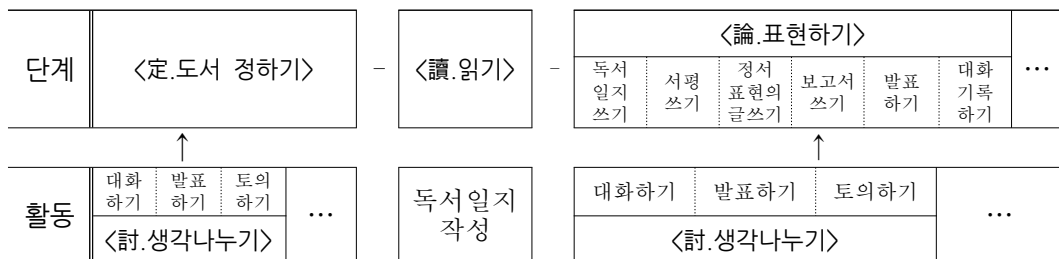 단계
〈定.도서 정하기〉
–
〈讀.읽기〉
–
〈論.표현하기〉
독서
일지
쓰기
서평
쓰기
정서
표현의
글쓰기
보고서
쓰기
발표
하기
대화
기록
하기
…
↑
↑
활동
대화
하기
발표
하기
토의
하기
…
〈討.생각나누기〉
독서일지
작성
대화하기
발표하기
토의하기
…
〈討.생각나누기〉